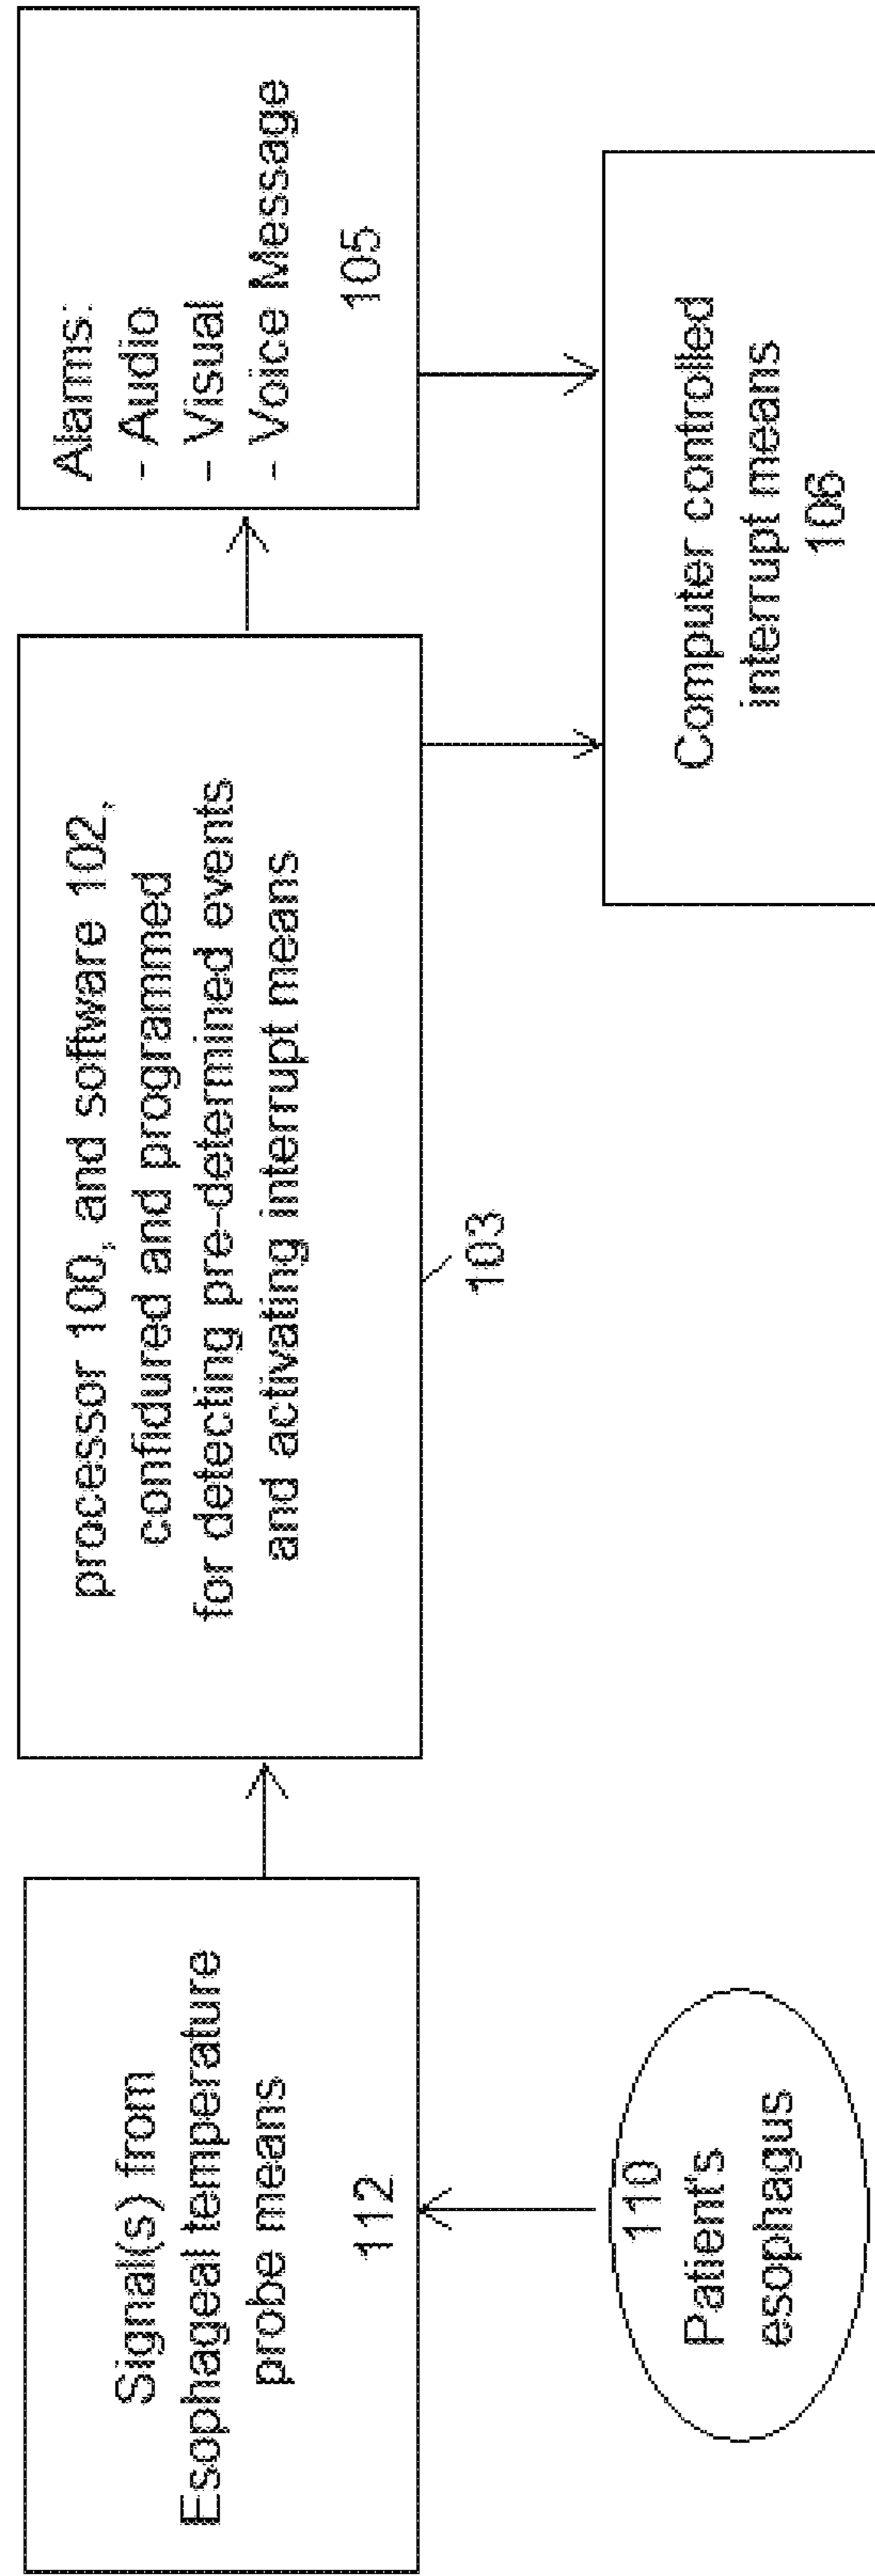 Signal(s) from
Esophageal temperature
probe means
112
110
Patient's
esophagus
processor 100, and software 102,
confidured and programmed
for detecting pre-determined events
and activating interrupt means
103
Alarms:
- Audio
- Visual
- Voice Message
105
Computer controlled
interrupt means
106